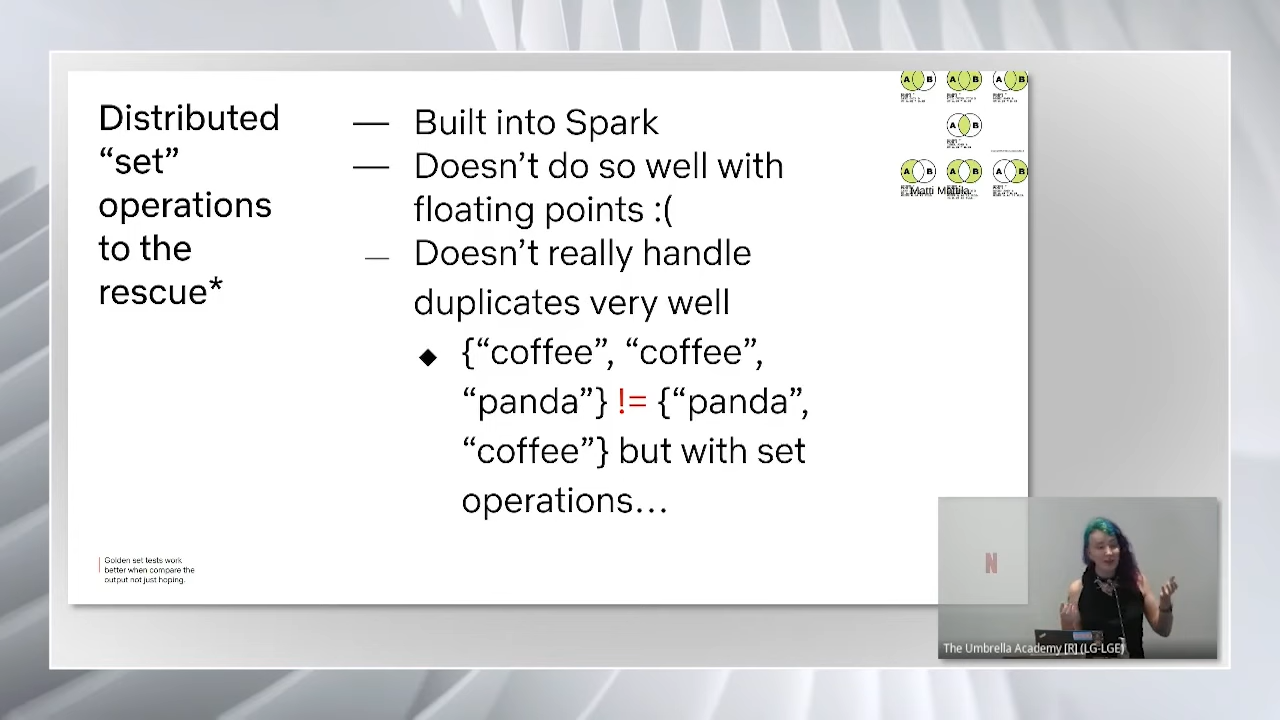 Distributed
“set”
operations
to the
rescue*
— Built into Spark
— Doesn’t do so well with
floating points :(
— Doesn’t really handle
duplicates very well
◆ {“coffee”, “coffee”,
“panda”} != {“panda”,
“coffee”} but with set
operations…
A B A B A B
A B
A B A B A B
Matti Mattila
Golden set tests work
better when compare the
output not just hoping.
N
The Umbrella Academy [R] (LG-LGE)